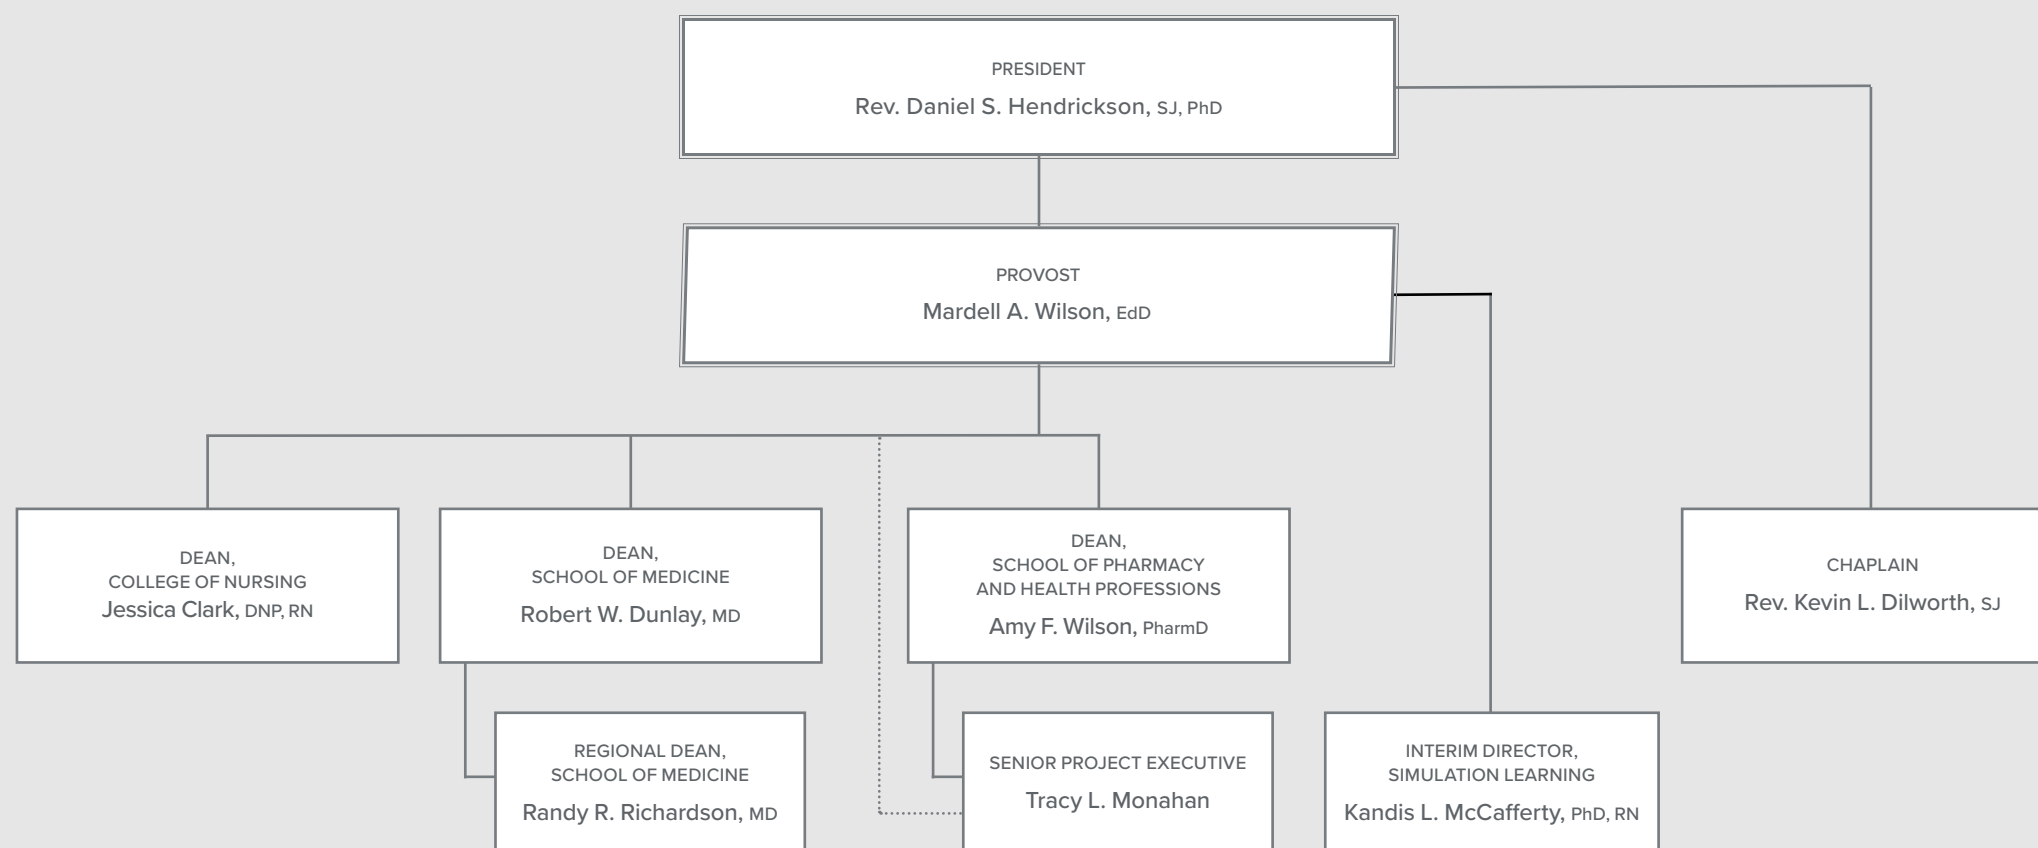 PRESIDENT
Rev. Daniel S. Hendrickson, SJ, PhD
PROVOST
Mardell A. Wilson, EdD
DEAN,
COLLEGE OF NURSING
Jessica Clark, DNP, RN
DEAN,
SCHOOL OF MEDICINE
Robert W. Dunlay, MD
DEAN,
SCHOOL OF PHARMACY
AND HEALTH PROFESSIONS
Amy F. Wilson, PharmD
CHAPLAIN
Rev. Kevin L. Dilworth, SJ
REGIONAL DEAN,
SCHOOL OF MEDICINE
Randy R. Richardson, MD
SENIOR PROJECT EXECUTIVE
Tracy L. Monahan
INTERIM DIRECTOR,
SIMULATION LEARNING
Kandis L. McCafferty, PhD, RN